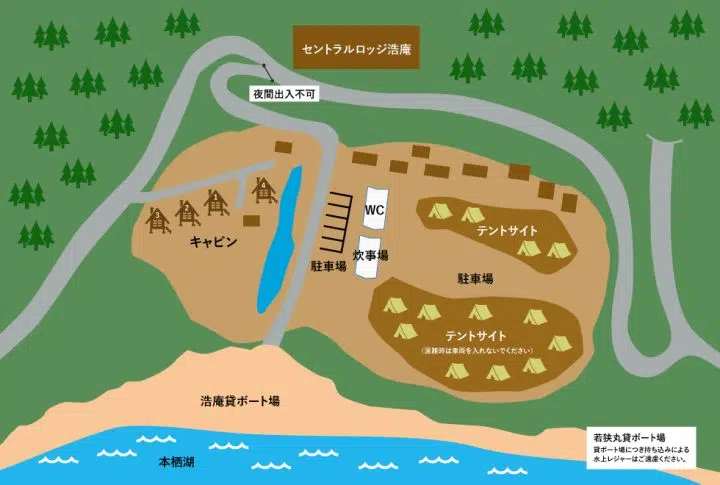 セントラルロッジ浩庵
夜間出入不可
4
1
2
3
キャビン
WC
炊事場
駐車場
テントサイト
駐車場
テントサイト
（混雑時は車両を入れないでください）
浩庵貸ボート場
本栖湖
若狭丸貸ボート場
貸ボート場につき持ち込みによる
水上レジャーはご遠慮ください。